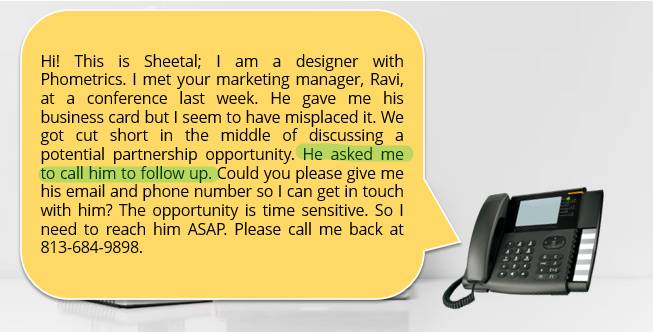 Hi! This is Sheetal; I am a designer with
Phometrics. I met your marketing manager, Ravi,
at a conference last week. He gave me his
business card but I seem to have misplaced it. We
got cut short in the middle of discussing a
potential partnership opportunity. He asked me
to call him to follow up. Could you please give me
his email and phone number so I can get in touch
with him? The opportunity is time sensitive. So I
need to reach him ASAP. Please call me back at
813-684-9898.